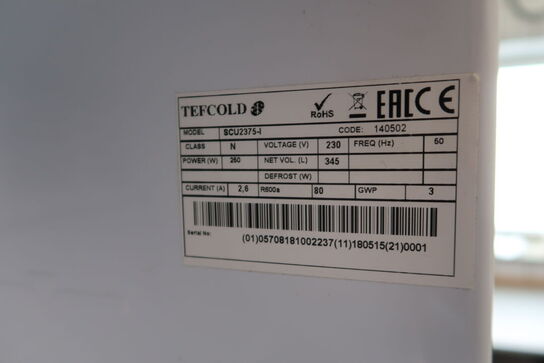 TEFCOLD RoHS EAC CE
MODEL SCU2375-I CODE: 140502
CLASS N VOLTAGE (V) 230 FREQ (Hz) 50
POWER (W) 260 NET VOL. (L) 345
DEFROST (W)
CURRENT (A) 2,6 R600a 80 GWP 3
Serial No:
(01)05708181002237(11)180515(21)0001